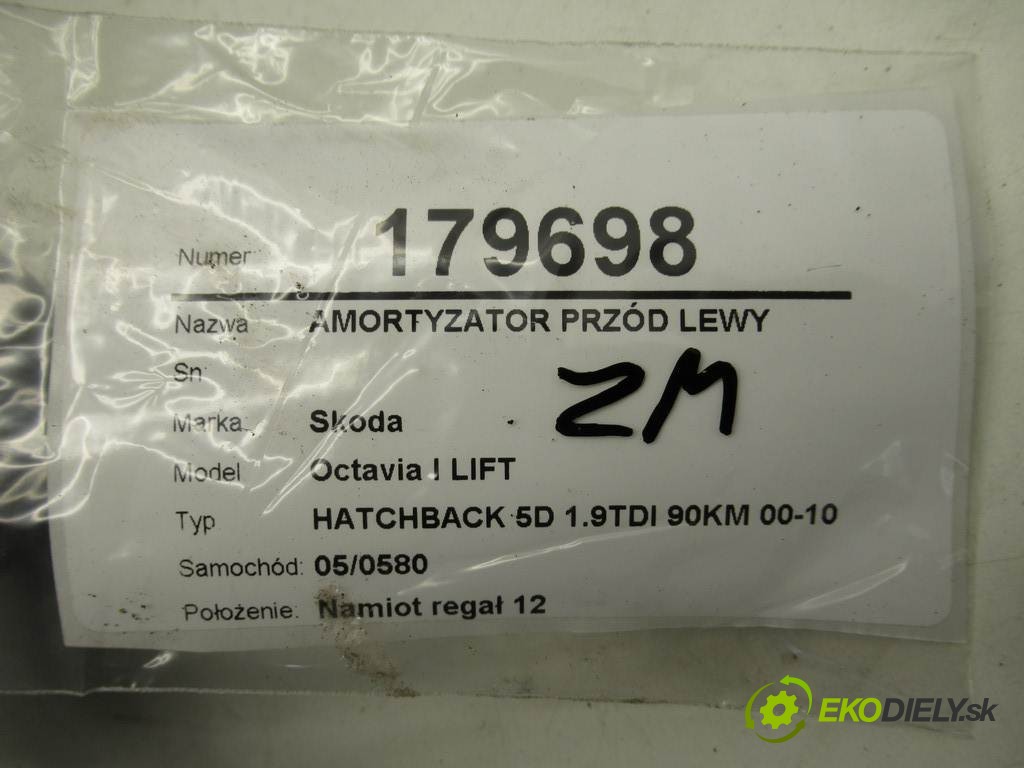 Numer: 179698
Nazwa AMORTYZATOR PRZÓD LEWY
Sn
ZM
Marka: Skoda
Model Octavia I LIFT
Typ HATCHBACK 5D 1.9TDI 90KM 00-10
Samochód: 05/0580
Położenie: Namiot regał 12
EKODIELY.sk